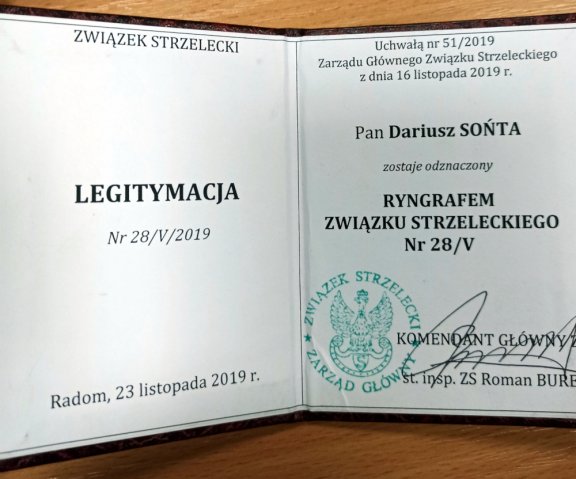 ZWIĄZEK STRZELECKI
LEGITYMACJA
Nr 28/V/2019
Radom, 23 listopada 2019 r.
Uchwałą nr 51/2019
Zarządu Głównego Związku Strzeleckiego
z dnia 16 listopada 2019 r.
Pan Dariusz SOŃTA
zostaje odznaczony
RYNGRAFEM
ZWIĄZKU STRZELECKIEGO
Nr 28/V
ZWIĄZEK STRZELECKI
ZARZĄD GŁÓWNY
KOMENDANT GŁÓWNY
st. insp. ZS Roman BURE